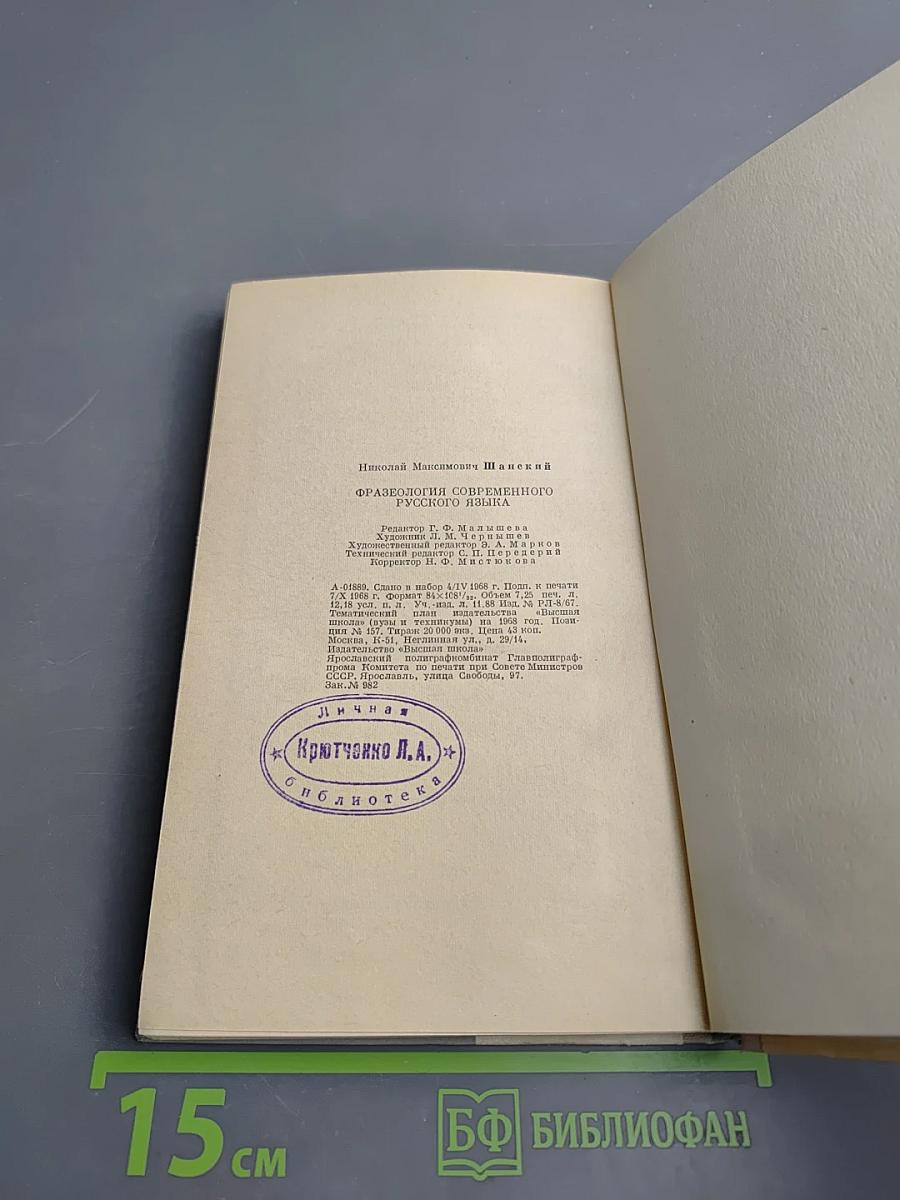 Николай Максимович Шанский
ФРАЗЕОЛОГИЯ СОВРЕМЕННОГО
РУССКОГО ЯЗЫКА
Редактор Г. Ф. Малышева
Художник Л. М. Чернышев
Художественный редактор Э. А. Марков
Технический редактор С. П. Передерий
Корректор Н. Ф. Мистюкова
А-01889. Сдано в набор 4/IV 1968 г. Подп. к печати
7/X 1968 г. Формат 84×108¹/₃₂. Объем 7,25 печ. л.
12,18 усл. п. л. Уч.-изд. л. 11,88 Изд. № РЛ-8/67.
Тематический план издательства «Высшая
школа» (вузы и техникумы) на 1968 год. Пози-
ция № 157. Тираж 20 000 экз. Цена 43 коп.
Москва, К-51, Неглинная ул., д. 29/14,
Издательство «Высшая школа»
Ярославский полиграфкомбинат Главполиграф-
прома Комитета по печати при Совете Министров
СССР. Ярославль, улица Свободы, 97.
Зак. № 982
Личная
Крютченко Л.А.
библиотека
15 см
БФ БИБЛИОФАН